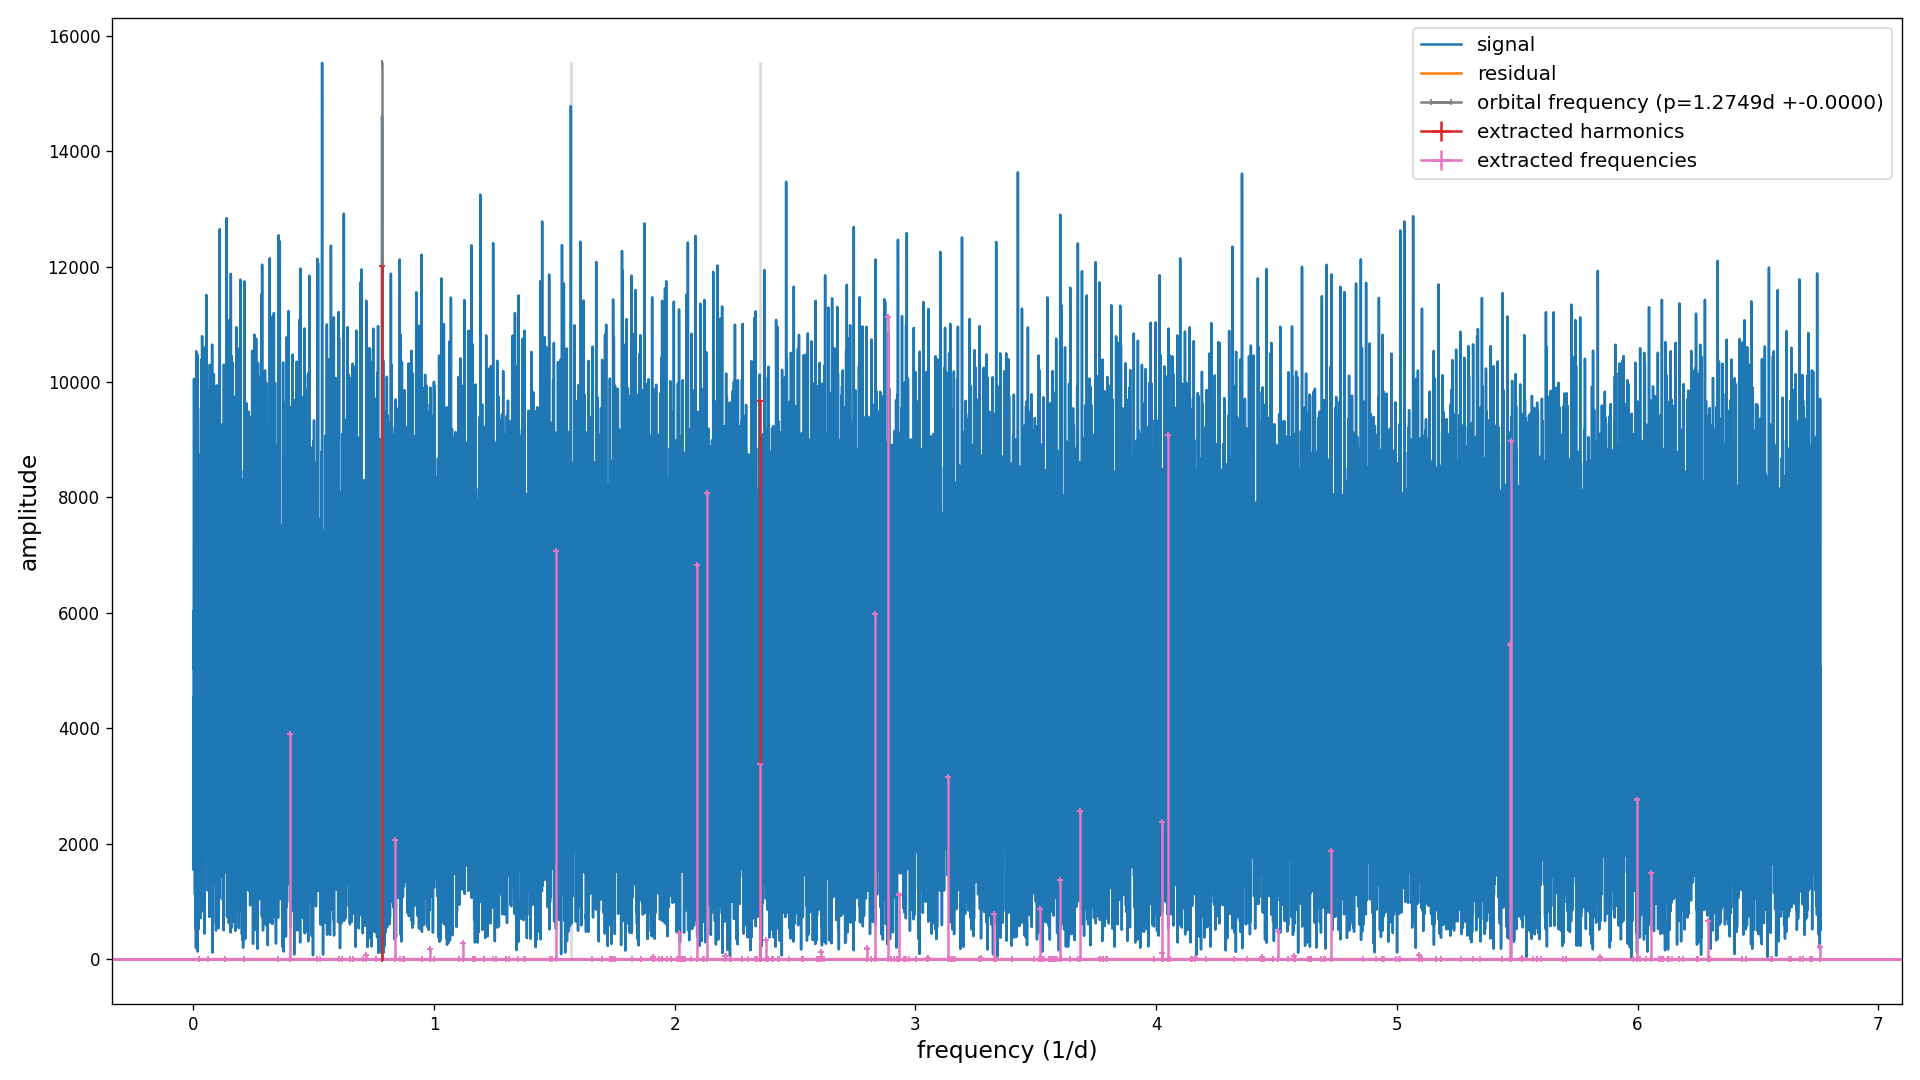 16000
14000
12000
10000
8000
6000
4000
2000
0
amplitude
0 1 2 3 4 5 6 7
frequency (1/d)
signal
residual
orbital frequency (p=1.2749d +-0.0000)
extracted harmonics
extracted frequencies